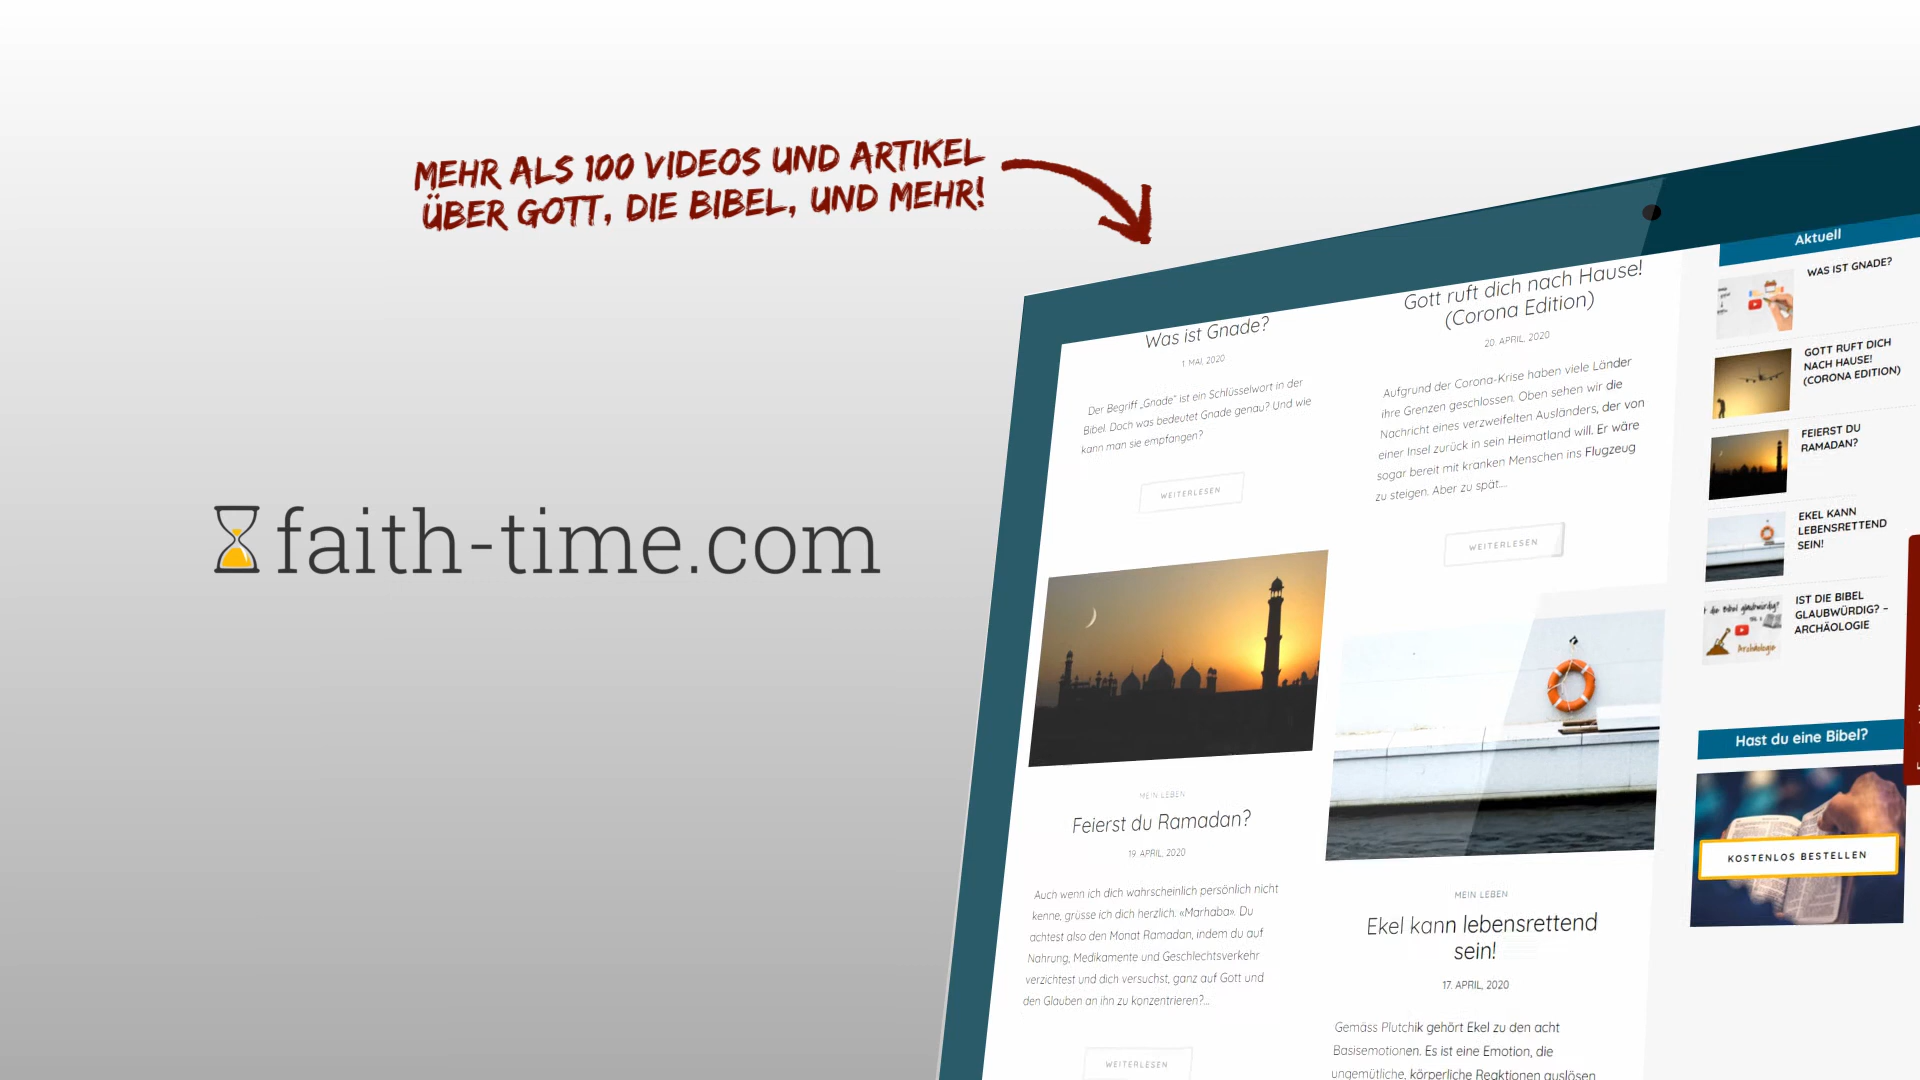 MEHR ALS 100 VIDEOS UND ARTIKEL
ÜBER GOTT, DIE BIBEL, UND MEHR!
faith-time.com
Was ist Gnade?
1. MAI, 2020
Der Begriff „Gnade" ist ein Schlüsselwort in der
Bibel. Doch was bedeutet Gnade genau? Und wie
kann man sie empfangen?
WEITERLESEN
Gott ruft dich nach Hause!
(Corona Edition)
20. APRIL, 2020
Aufgrund der Corona-Krise haben viele Länder
ihre Grenzen geschlossen. Oben sehen wir die
Nachricht eines verzweifelten Ausländers, der von
einer Insel zurück in sein Heimatland will. Er wäre
sogar bereit mit kranken Menschen ins Flugzeug
zu steigen. Aber zu spät....
WEITERLESEN
MEIN LEBEN
Feierst du Ramadan?
19. APRIL, 2020
Auch wenn ich dich wahrscheinlich persönlich nicht
kenne, grüsse ich dich herzlich. «Marhaba». Du
achtest also den Monat Ramadan, indem du auf
Nahrung, Medikamente und Geschlechtsverkehr
verzichtest und dich versuchst, ganz auf Gott und
den Glauben an ihn zu konzentrieren?...
WEITERLESEN
MEIN LEBEN
Ekel kann lebensrettend
sein!
17. APRIL, 2020
Gemäss Plutchik gehört Ekel zu den acht
Basisemotionen. Es ist eine Emotion, die
ungemütliche, körperliche Reaktionen auslösen
Aktuell
WAS IST GNADE?
GOTT RUFT DICH
NACH HAUSE!
(CORONA EDITION)
FEIERST DU
RAMADAN?
EKEL KANN
LEBENSRETTEND
SEIN!
IST DIE BIBEL
GLAUBWÜRDIG? –
ARCHÄOLOGIE
die Bibel glaubwürdig?
Archäologie
Hast du eine Bibel?
KOSTENLOS BESTELLEN